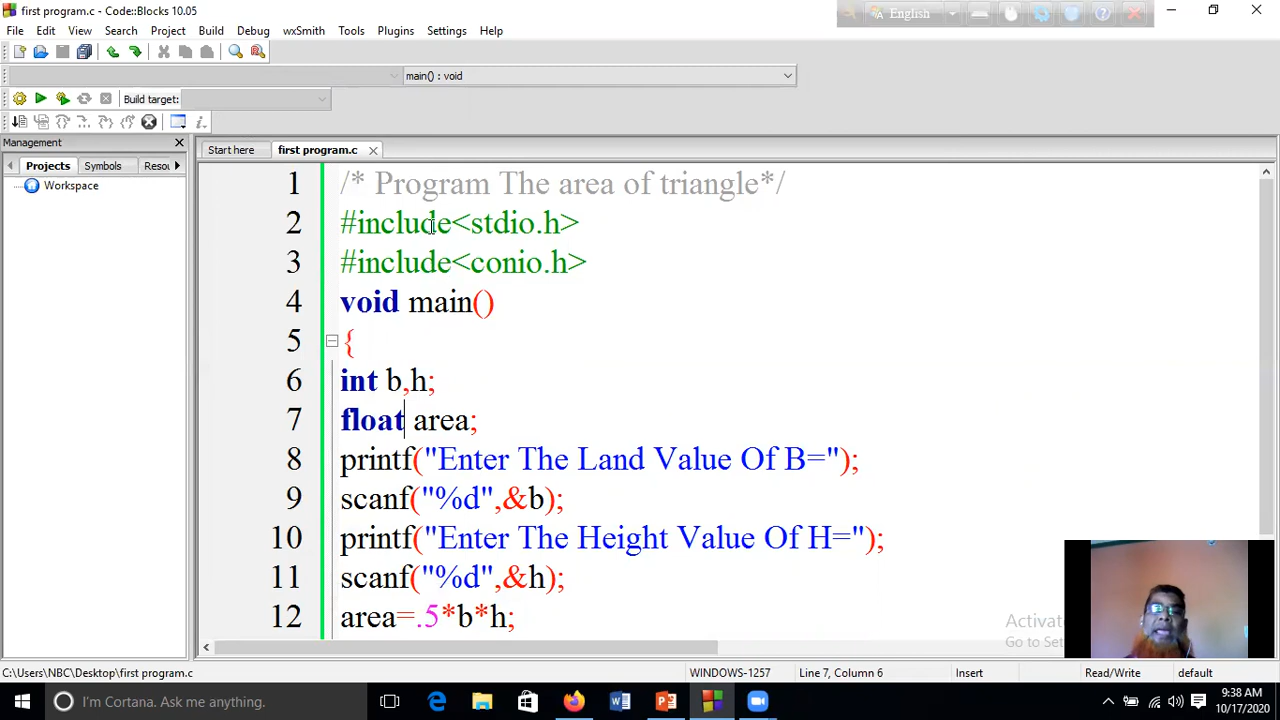 first program.c - Code::Blocks 10.05
English
File Edit View Search Project Build Debug wxSmith Tools Plugins Settings Help
main() : void
Build target:
Management
Start here first program.c
Projects Symbols Resou
Workspace
1 /* Program The area of triangle*/
2 #include<stdio.h>
3 #include<conio.h>
4 void main()
5 {
6 int b,h;
7 float area;
8 printf("Enter The Land Value Of B=");
9 scanf("%d",&b);
10 printf("Enter The Height Value Of H=");
11 scanf("%d",&h);
12 area=.5*b*h;
Activat
Go to Set
C:\Users\NBC\Desktop\first program.c WINDOWS-1257 Line 7, Column 6 Insert Read/Write default
I'm Cortana. Ask me anything.
9:38 AM
10/17/2020